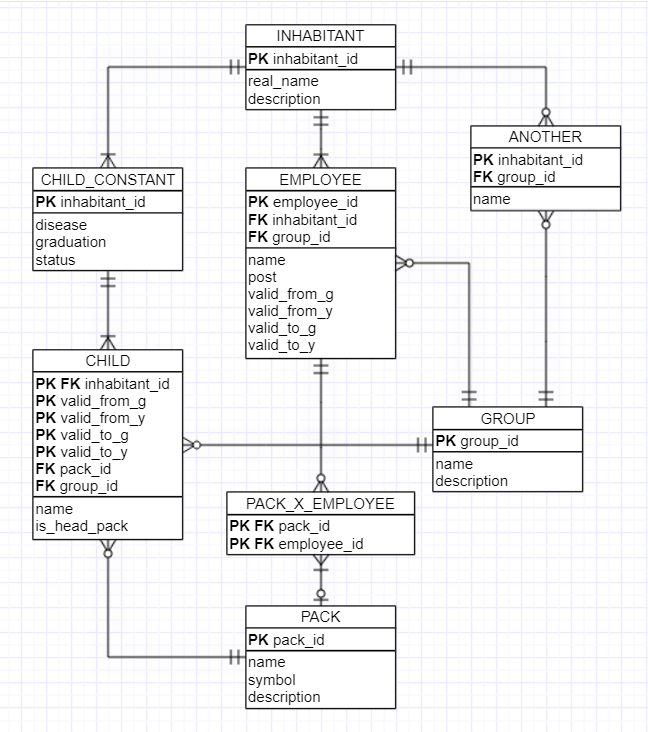 INHABITANT
PK inhabitant_id
real_name
description
ANOTHER
PK inhabitant_id
FK group_id
name
CHILD_CONSTANT
PK inhabitant_id
disease
graduation
status
EMPLOYEE
PK employee_id
FK inhabitant_id
FK group_id
name
post
valid_from_g
valid_from_y
valid_to_g
valid_to_y
CHILD
PK FK inhabitant_id
PK valid_from_g
PK valid_from_y
PK valid_to_g
PK valid_to_y
FK pack_id
FK group_id
name
is_head_pack
GROUP
PK group_id
name
description
PACK_X_EMPLOYEE
PK FK pack_id
PK FK employee_id
PACK
PK pack_id
name
symbol
description